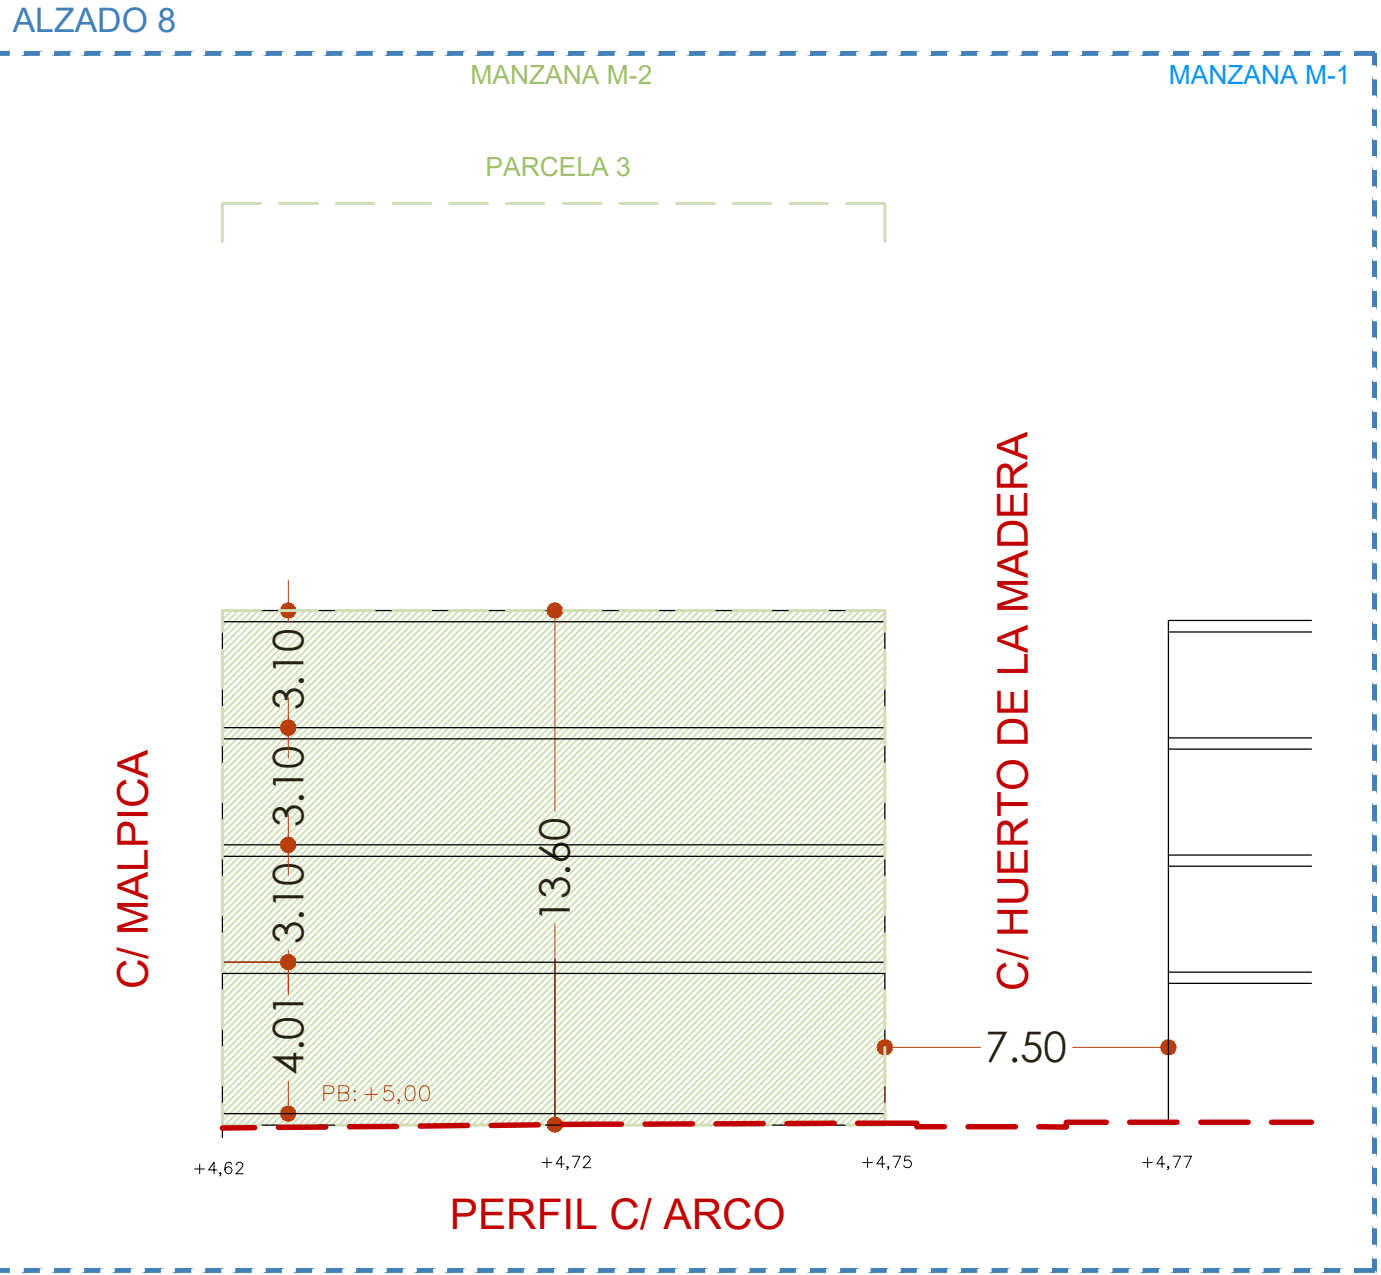 ALZADO 8
MANZANA M-2
MANZANA M-1
PARCELA 3
C/ MALPICA
3.10
3.10
3.10
4.01
13.60
PB: +5,00
C/ HUERTO DE LA MADERA
7.50
+4,62
+4,72
+4,75
+4,77
PERFIL C/ ARCO